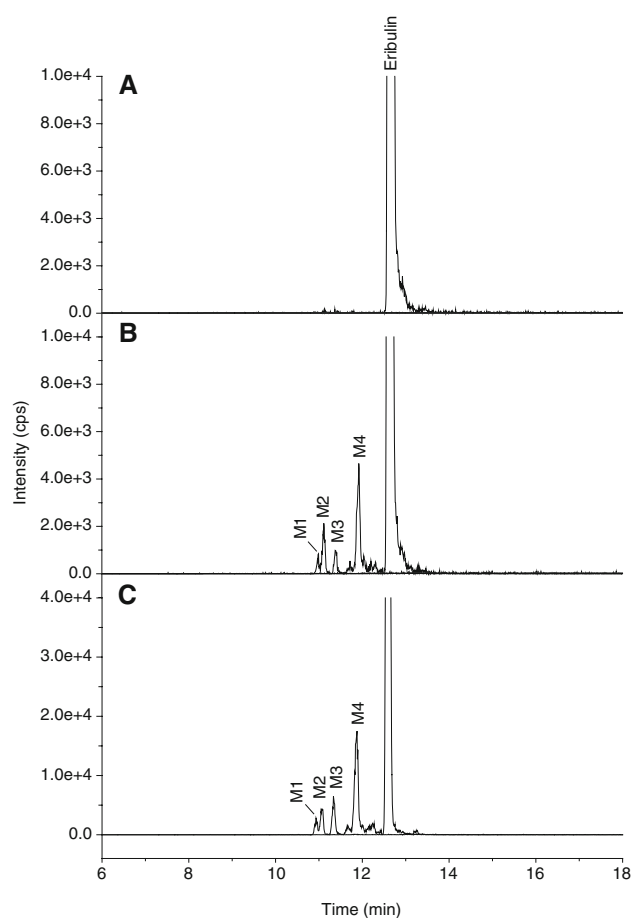 Eribulin
A
1.0e+4
8.0e+3
6.0e+3
4.0e+3
2.0e+3
0.0
B
1.0e+4
8.0e+3
6.0e+3
4.0e+3
2.0e+3
0.0
M1
M2
M3
M4
Intensity (cps)
C
4.0e+4
3.0e+4
2.0e+4
1.0e+4
0.0
M1
M2
M3
M4
6 8 10 12 14 16 18
Time (min)